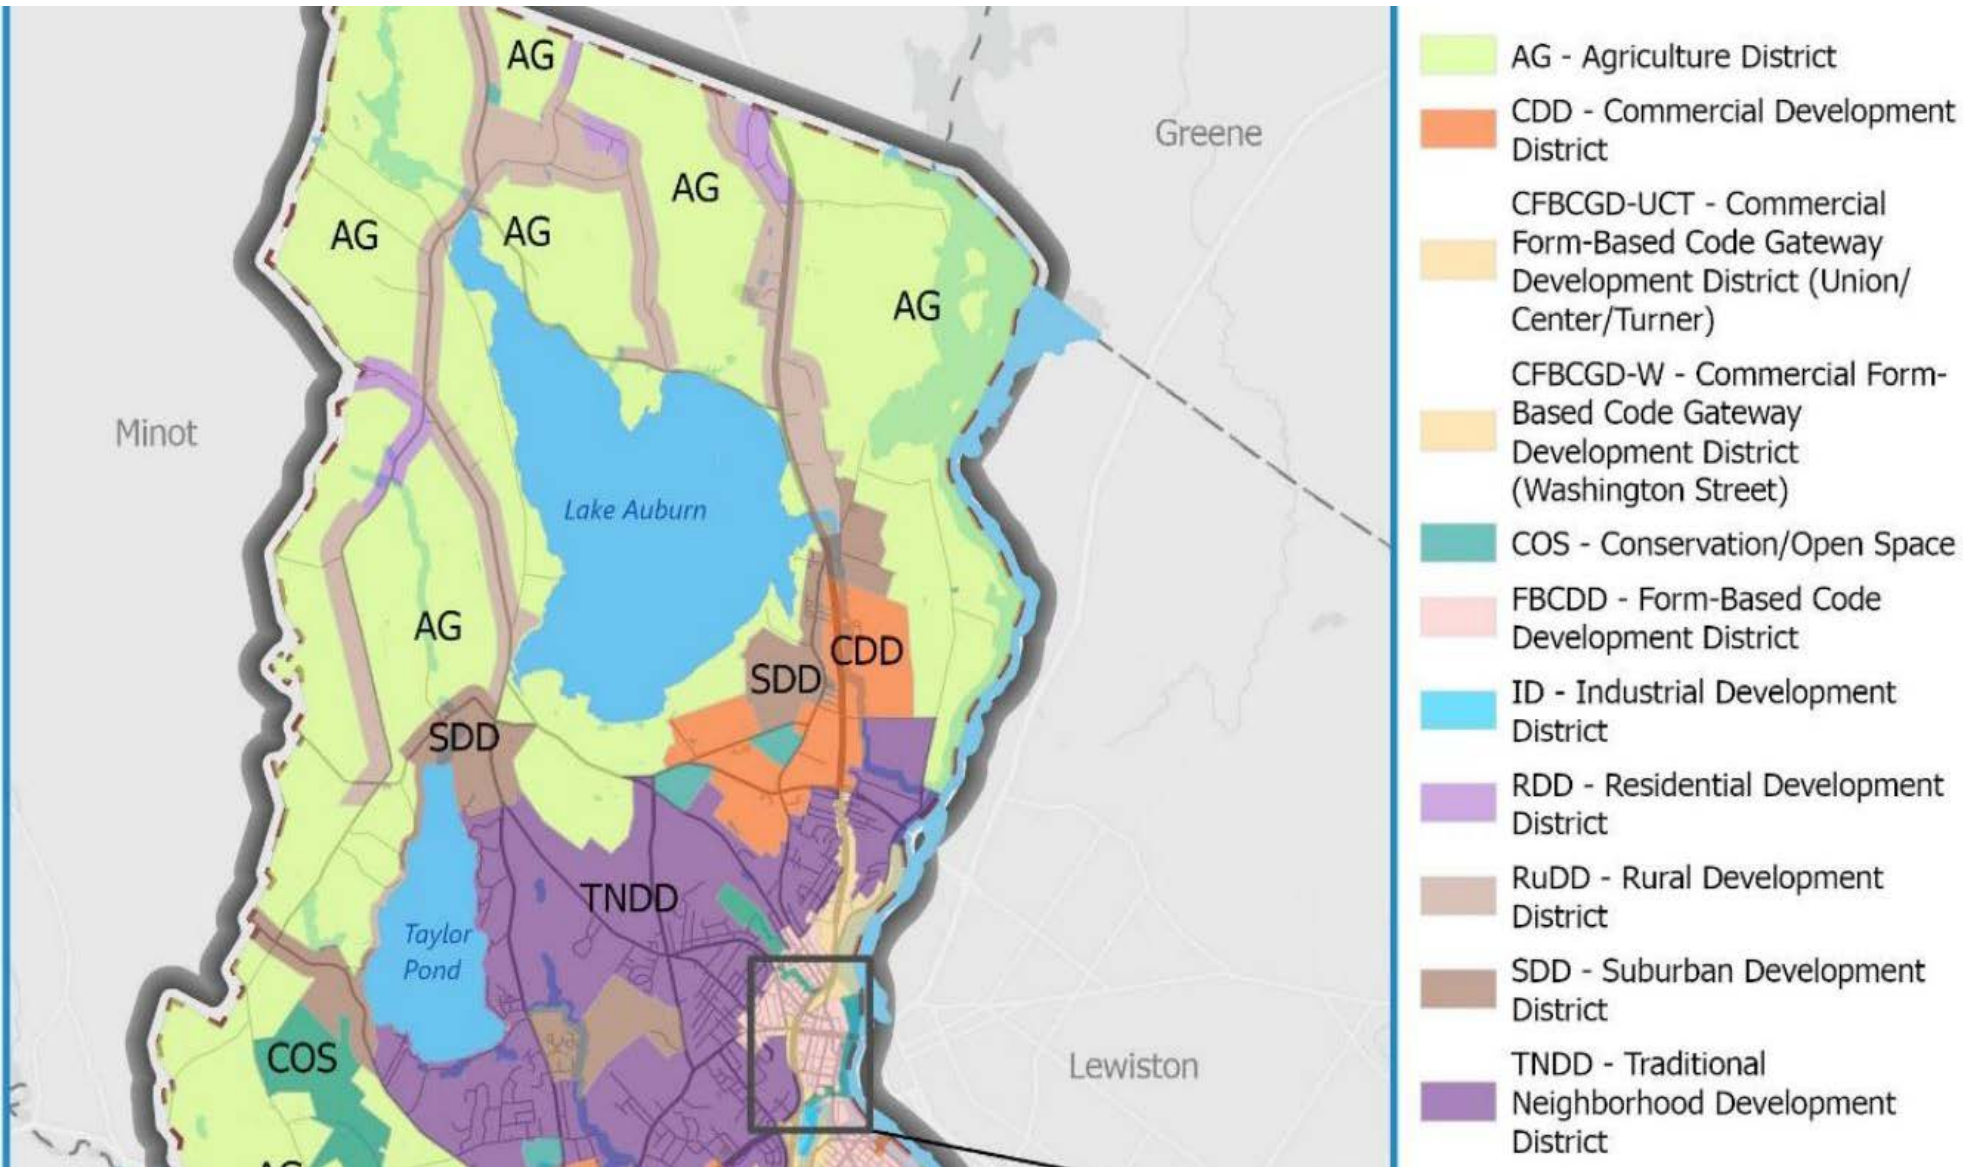 AG
AG
AG
AG
AG
Greene
Minot
Lake Auburn
AG
CDD
SDD
SDD
TNDD
Taylor
Pond
COS
Lewiston
AG
AG - Agriculture District
CDD - Commercial Development
District
CFBCGD-UCT - Commercial
Form-Based Code Gateway
Development District (Union/
Center/Turner)
CFBCGD-W - Commercial Form-
Based Code Gateway
Development District
(Washington Street)
COS - Conservation/Open Space
FBCDD - Form-Based Code
Development District
ID - Industrial Development
District
RDD - Residential Development
District
RuDD - Rural Development
District
SDD - Suburban Development
District
TNDD - Traditional
Neighborhood Development
District